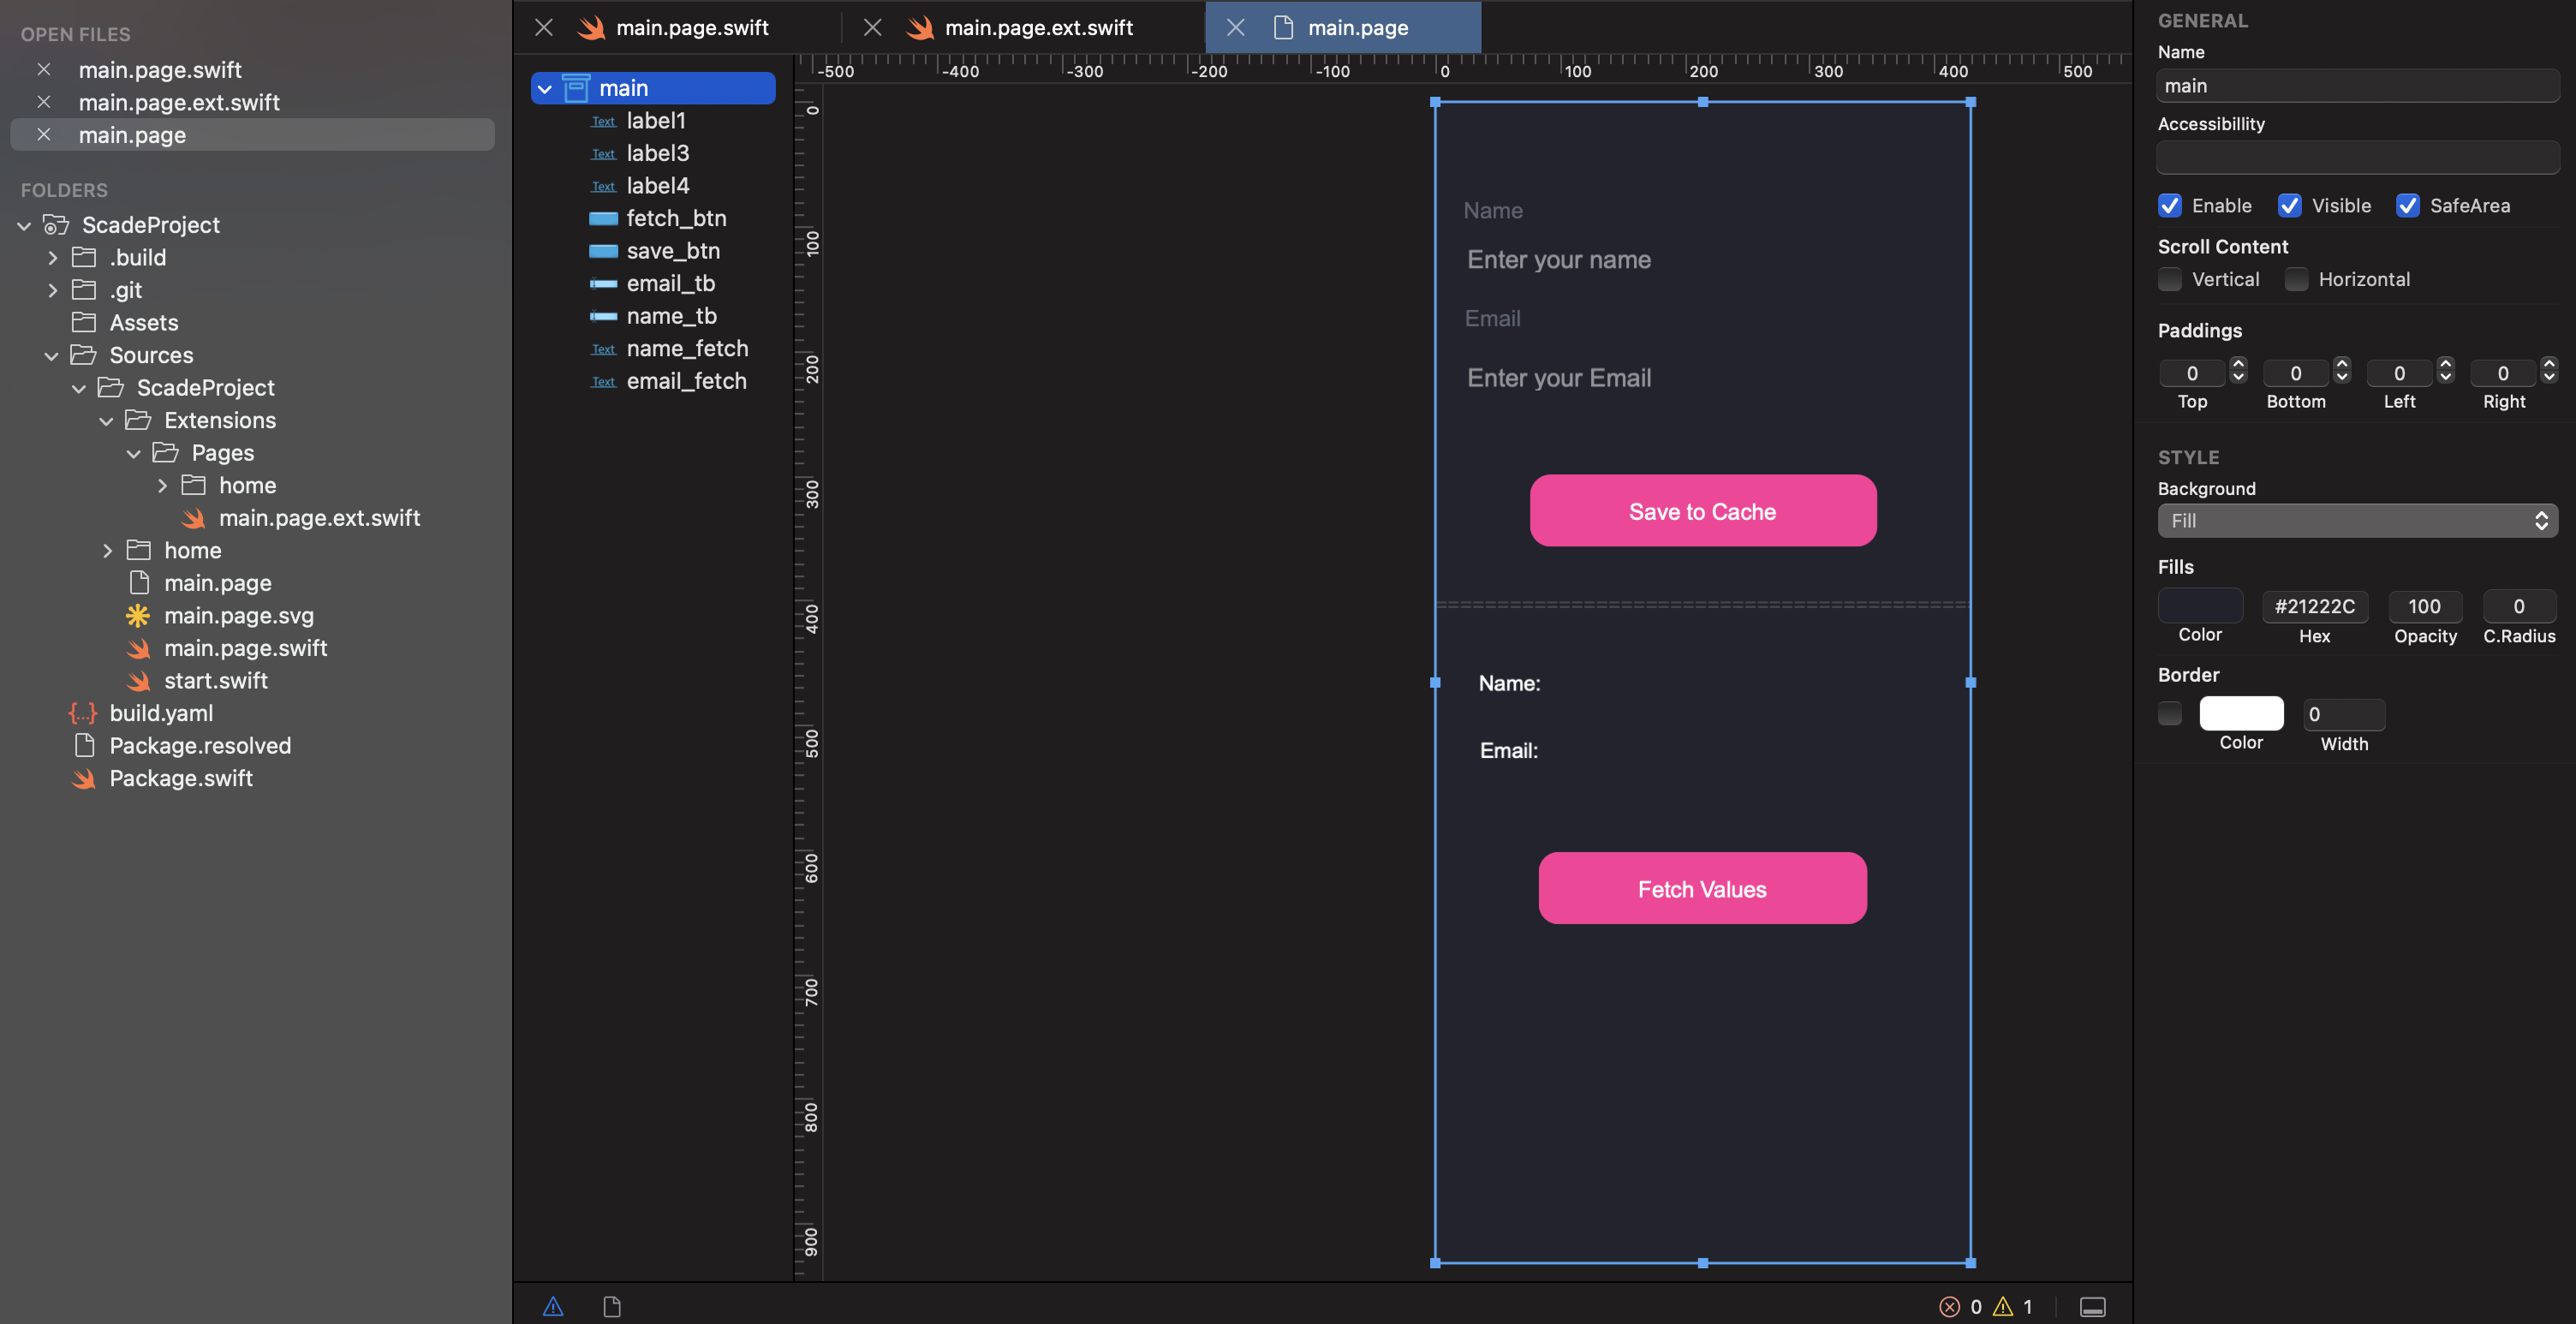 OPEN FILES
main.page.swift
main.page.ext.swift
main.page
FOLDERS
ScadeProject
.build
.git
Assets
Sources
ScadeProject
Extensions
Pages
home
main.page.ext.swift
home
main.page
main.page.svg
main.page.swift
start.swift
{...} build.yaml
Package.resolved
Package.swift
main.page.swift main.page.ext.swift main.page
main
Text label1
Text label3
Text label4
fetch_btn
save_btn
email_tb
name_tb
Text name_fetch
Text email_fetch
-500 -400 -300 -200 -100 0 100 200 300 400 500
0
100
200
300
400
500
600
700
800
900
Name
Enter your name
Email
Enter your Email
Save to Cache
Name:
Email:
Fetch Values
0 1
GENERAL
Name
main
Accessibillity
Enable Visible SafeArea
Scroll Content
Vertical Horizontal
Paddings
0 0 0 0
Top Bottom Left Right
STYLE
Background
Fill
Fills
#21222C 100 0
Color Hex Opacity C.Radius
Border
0
Color Width